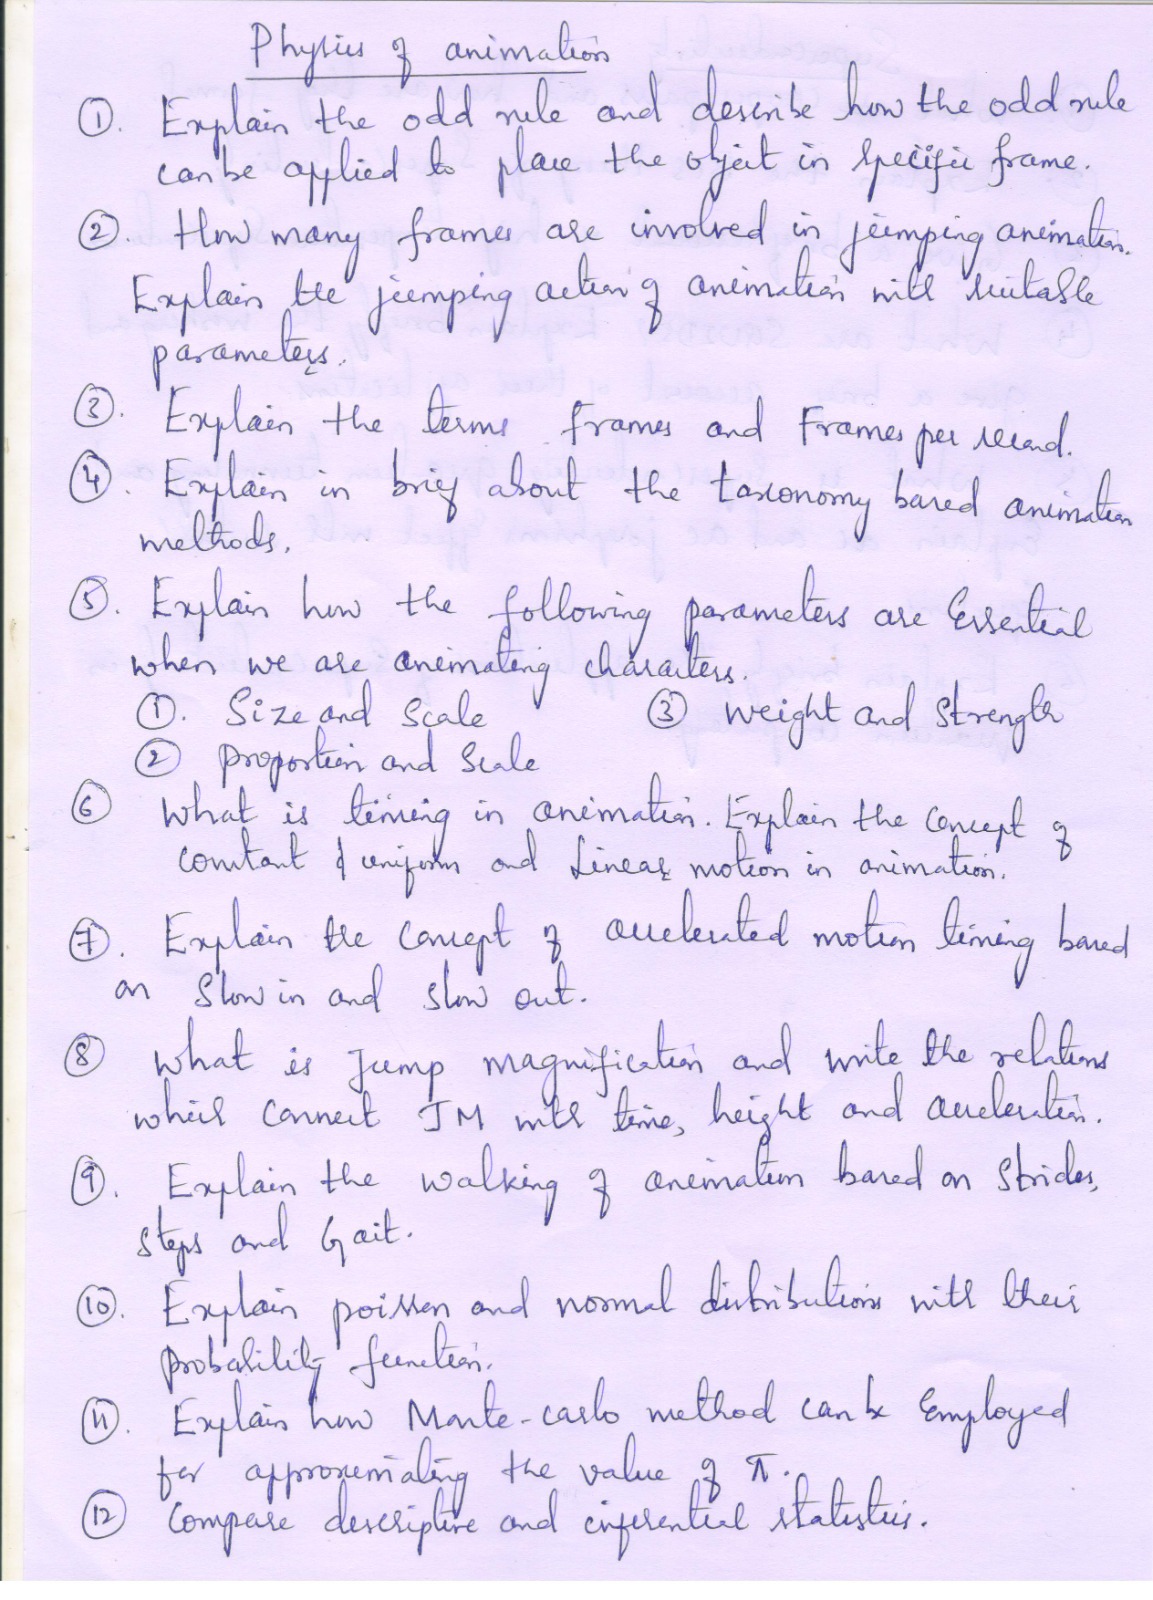 Physics of animation
①. Explain the odd rule and describe how the odd rule
can be applied to place the object in specific frame.
②. How many frames are involved in jumping animation.
Explain the jumping action of animation with suitable
parameters.
③. Explain the terms frames and Frames per second.
④. Explain in brief about the taxonomy based animation
methods.
⑤. Explain how the following parameters are Essential
when we are animating characters.
①. Size and Scale ③ weight and Strength
② proportion and Scale
⑥ What is timing in animation. Explain the concept of
constant & uniform and Linear motion in animation.
⑦. Explain the concept of accelerated motion timing based
on Slow in and slow out.
⑧ What is Jump magnification and write the relations
which connect JM with time, height and acceleration.
⑨. Explain the walking of animation based on Strides,
steps and Gait.
⑩. Explain poisson and normal distributions with their
probability function.
⑪. Explain how Monte-carlo method can be Employed
for approximating the value of π.
⑫ Compare descriptive and inferential statistics.